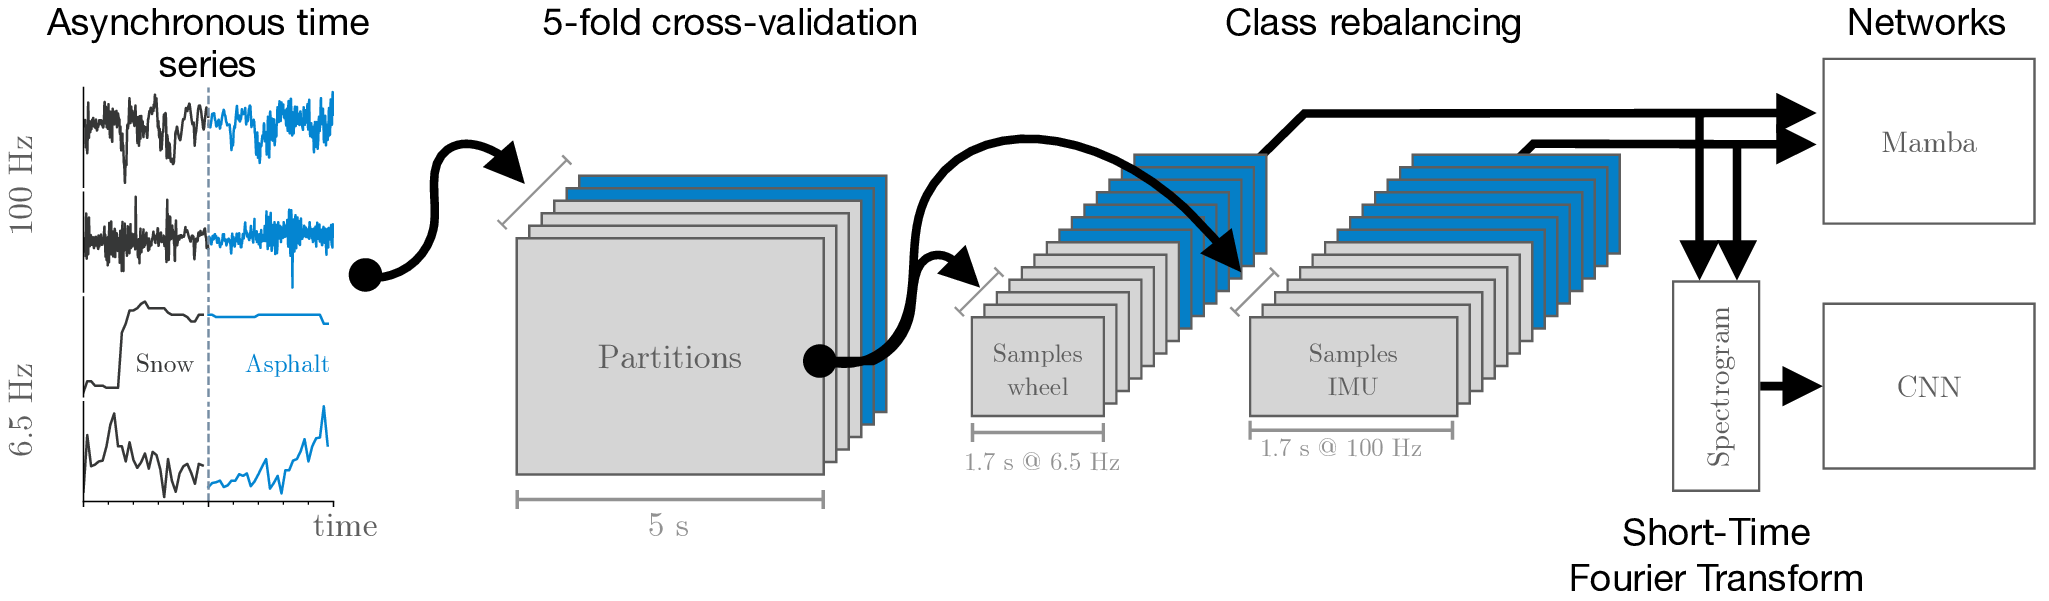 Asynchronous time
series
5-fold cross-validation
Class rebalancing
Networks
100 Hz
6.5 Hz
Snow
Asphalt
time
Partitions
5 s
Samples
wheel
1.7 s @ 6.5 Hz
Samples
IMU
1.7 s @ 100 Hz
Spectrogram
Mamba
CNN
Short-Time
Fourier Transform